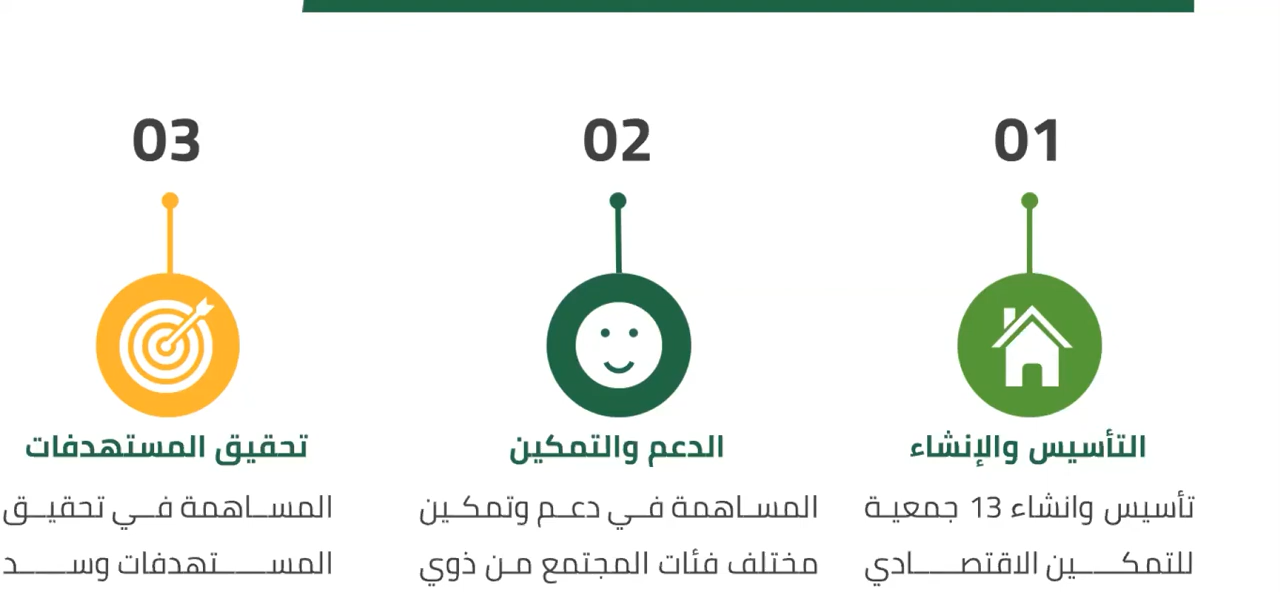 01
التأسيس والإنشاء
تأسيس وانشاء 13 جمعية
للتمكين الاقتصادي
02
الدعم والتمكين
المساهمة في دعم وتمكين
مختلف فئات المجتمع من ذوي
03
تحقيق المستهدفات
المساهمة في تحقيق
المستهدفات وسد